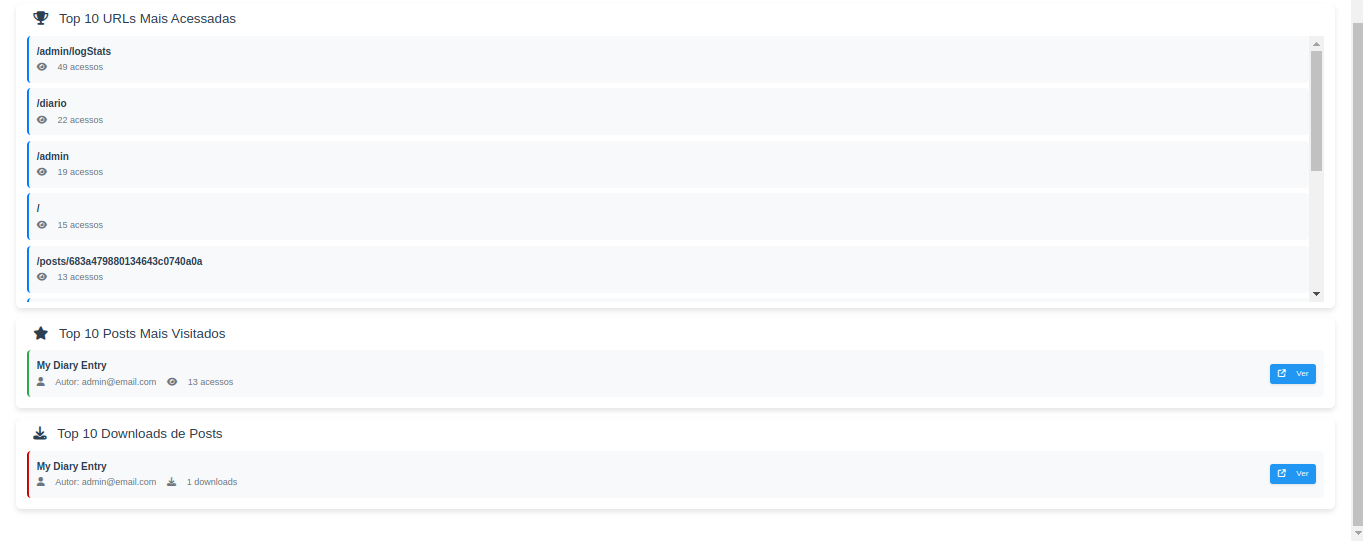 Top 10 URLs Mais Acessadas
/admin/logStats
49 acessos
/diario
22 acessos
/admin
19 acessos
/
15 acessos
/posts/683a479880134643c0740a0a
13 acessos
Top 10 Posts Mais Visitados
My Diary Entry
Autor: admin@email.com 13 acessos
Ver
Top 10 Downloads de Posts
My Diary Entry
Autor: admin@email.com 1 downloads
Ver